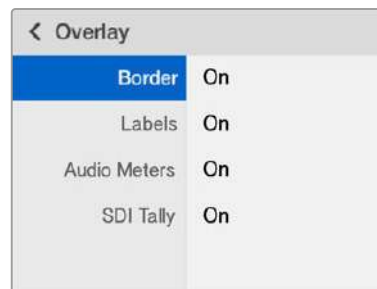 Overlay
Border On
Labels On
Audio Meters On
SDI Tally On